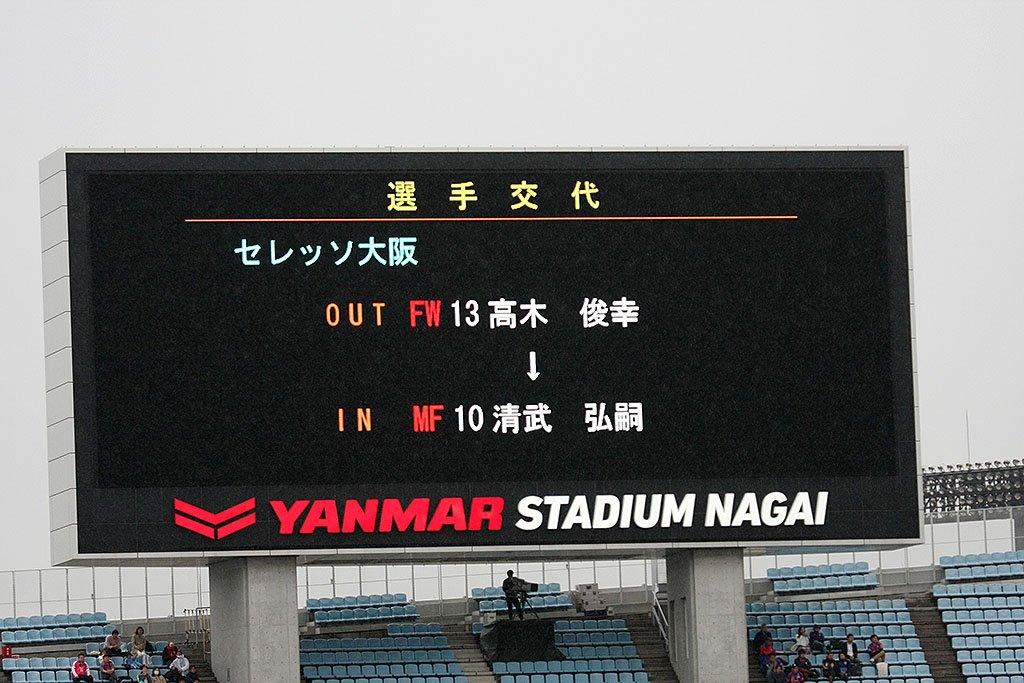 選手交代
セレッソ大阪
OUT FW 13 高木 俊幸
↓
IN MF 10 清武 弘嗣
YANMAR STADIUM NAGAI